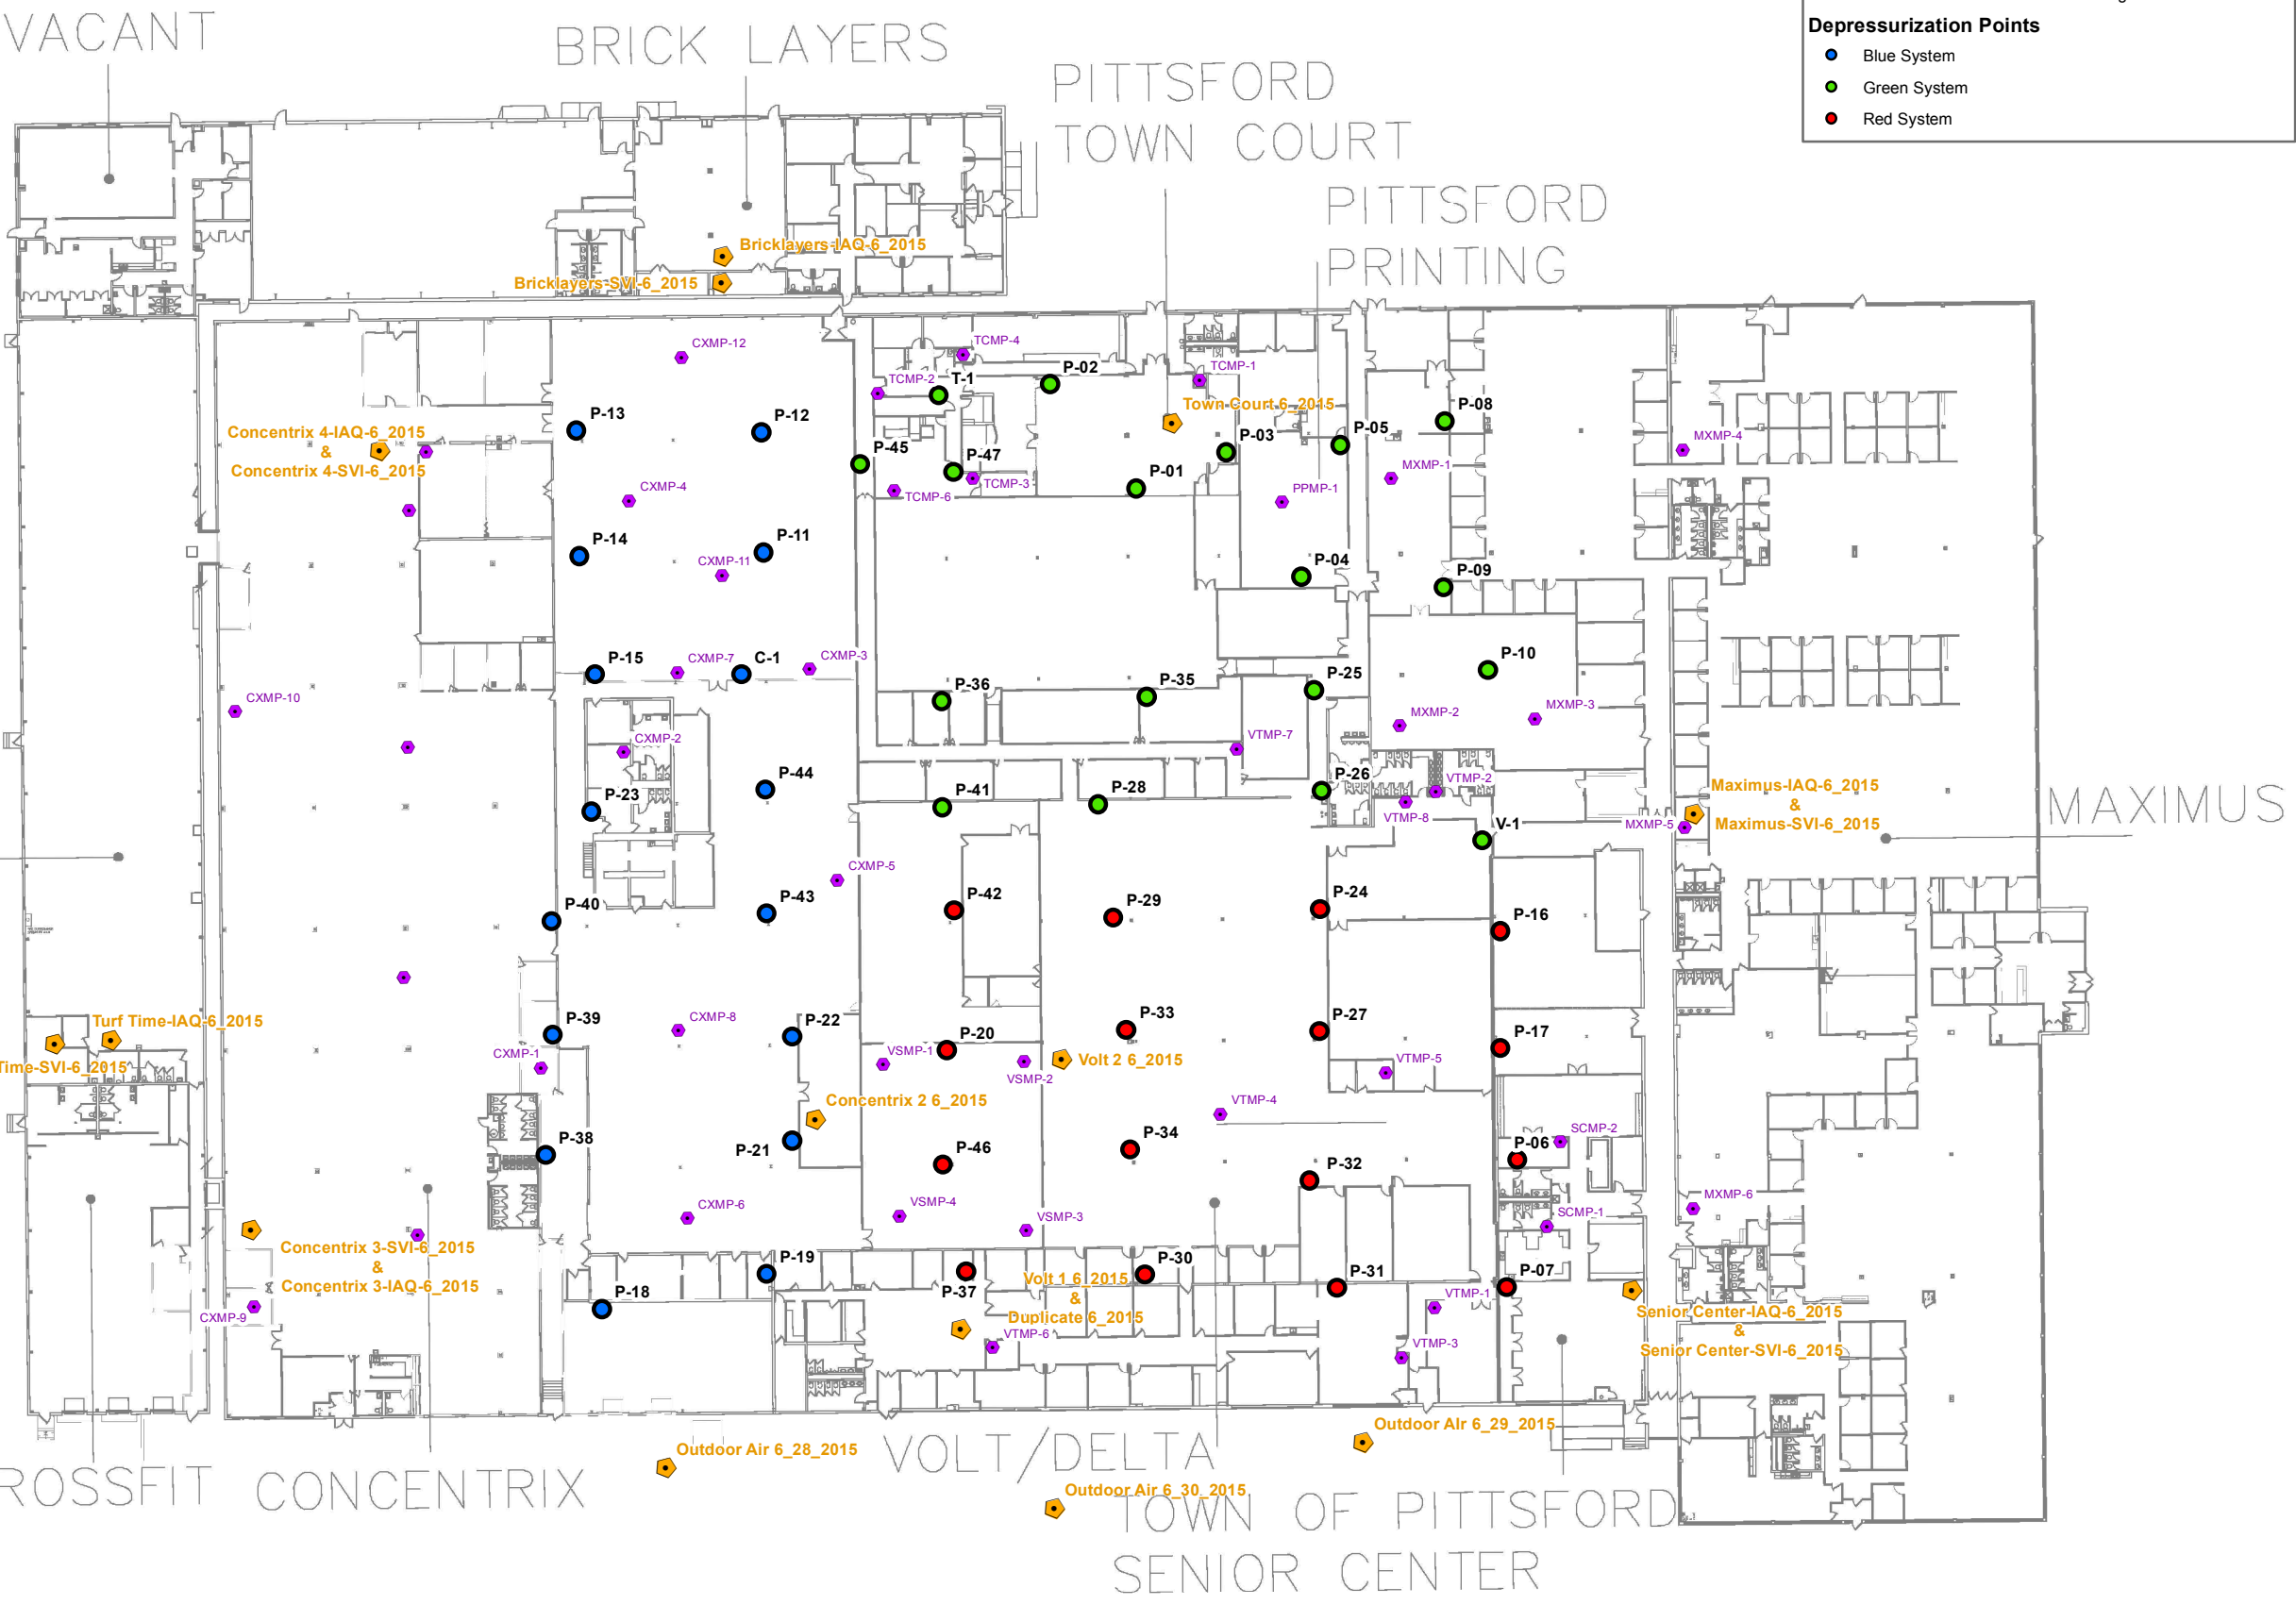 VACANT
BRICK LAYERS
PITTSFORD
TOWN COURT
PITTSFORD
PRINTING
Depressurization Points
Blue System
Green System
Red System
Bricklayers-IAQ-6_2015
Bricklayers-SVI-6_2015
CXMP-12
TCMP-4
TCMP-2
T-1
P-02
TCMP-1
Town Court 6_2015
P-13
P-12
P-08
P-03
P-05
Concentrix 4-IAQ-6_2015
&
Concentrix 4-SVI-6_2015
P-45
P-47
TCMP-3
TCMP-6
P-01
MXMP-1
MXMP-4
CXMP-4
PPMP-1
P-14
P-11
CXMP-11
P-04
P-09
P-15
CXMP-7
C-1
CXMP-3
P-10
CXMP-10
P-36
P-35
P-25
MXMP-2
MXMP-3
CXMP-2
VTMP-7
P-44
P-23
P-41
P-28
P-26
VTMP-2
VTMP-8
V-1
Maximus-IAQ-6_2015
&
Maximus-SVI-6_2015
MXMP-5
MAXIMUS
CXMP-5
P-40
P-43
P-42
P-29
P-24
P-16
Turf Time-IAQ-6_2015
Time-SVI-6_2015
P-39
CXMP-8
P-22
CXMP-1
VSMP-1
P-20
VSMP-2
P-33
Volt 2 6_2015
P-27
P-17
VTMP-5
Concentrix 2 6_2015
VTMP-4
P-38
P-21
P-46
P-34
P-06
SCMP-2
P-32
CXMP-6
VSMP-4
VSMP-3
SCMP-1
MXMP-6
Concentrix 3-SVI-6_2015
&
Concentrix 3-IAQ-6_2015
CXMP-9
P-18
P-19
P-37
Volt 1 6_2015
&
Duplicate 6_2015
P-30
P-31
P-07
VTMP-1
VTMP-6
VTMP-3
Senior Center-IAQ-6_2015
&
Senior Center-SVI-6_2015
Outdoor Air 6_28_2015
Outdoor AIr 6_29_2015
Outdoor Air 6_30_2015
ROSSFIT
CONCENTRIX
VOLT/DELTA
TOWN OF PITTSFORD
SENIOR CENTER